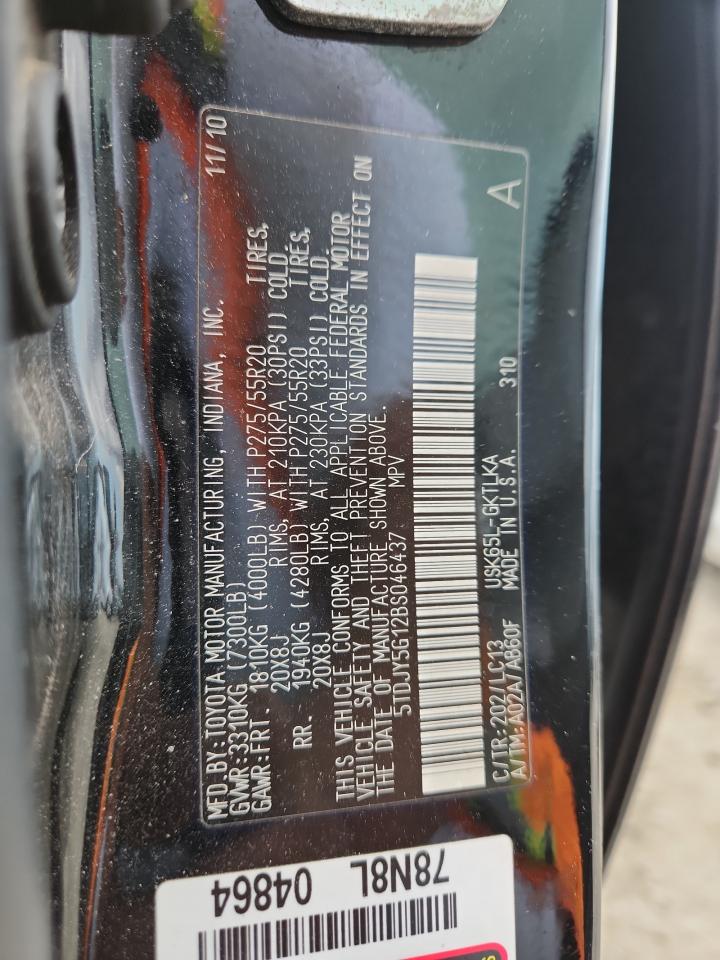 MFD.BY:TOYOTA MOTOR MANUFACTURING, INDIANA, INC. 11/10
GVWR:3310KG (7300LB)
GAWR:FRT. 1810KG (4000LB) WITH P275/55R20 TIRES,
20X8J RIMS, AT 210KPA (30PSI) COLD
RR. 1940KG (4280LB) WITH P275/55R20 TIRES,
20X8J RIMS, AT 230KPA (33PSI) COLD.
THIS VEHICLE CONFORMS TO ALL APPLICABLE FEDERAL MOTOR
VEHICLE SAFETY AND THEFT PREVENTION STANDARDS IN EFFECT ON
THE DATE OF MANUFACTURE SHOWN ABOVE.
5TDJY5G12BS046437 MPV
C/TR:202/LC13 USK65L-GKTLKA
A/TM:A02A/AB60F MADE IN U.S.A. 310 A
78N8L 04864